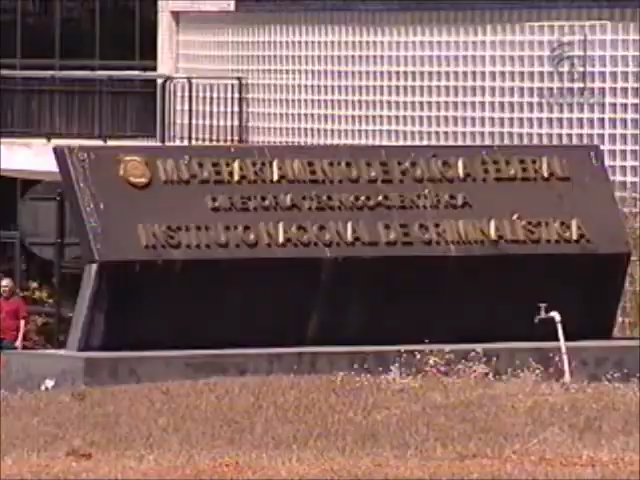 MJ-DEPARTAMENTO DE POLÍCIA FEDERAL
DIRETORIA TÉCNICO-CIENTÍFICA
INSTITUTO NACIONAL DE CRIMINALÍSTICA